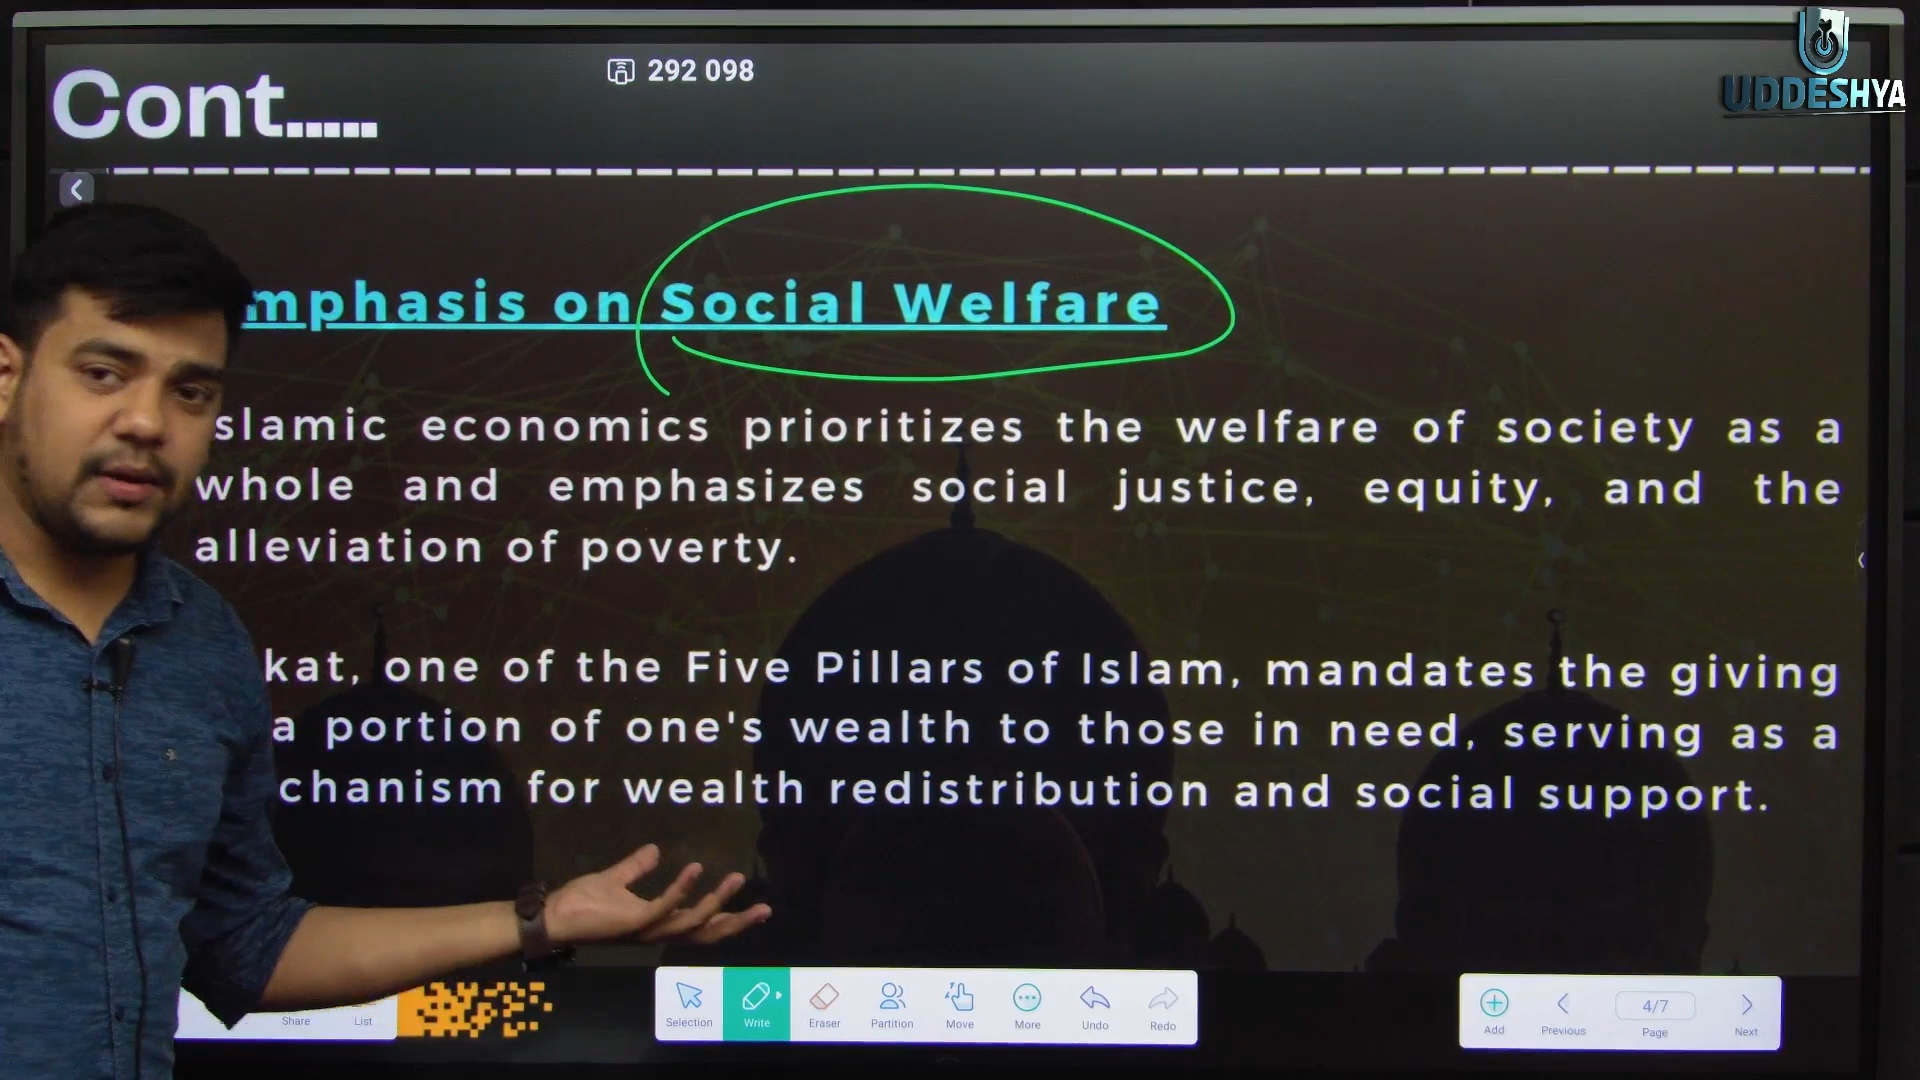 Cont.....
292 098
UDDESHYA
mphasis on Social Welfare
slamic economics prioritizes the welfare of society as a
whole and emphasizes social justice, equity, and the
alleviation of poverty.
kat, one of the Five Pillars of Islam, mandates the giving
a portion of one's wealth to those in need, serving as a
chanism for wealth redistribution and social support.
Share List
Selection Write Eraser Partition Move More Undo Redo
Add Previous 4/7 Page Next